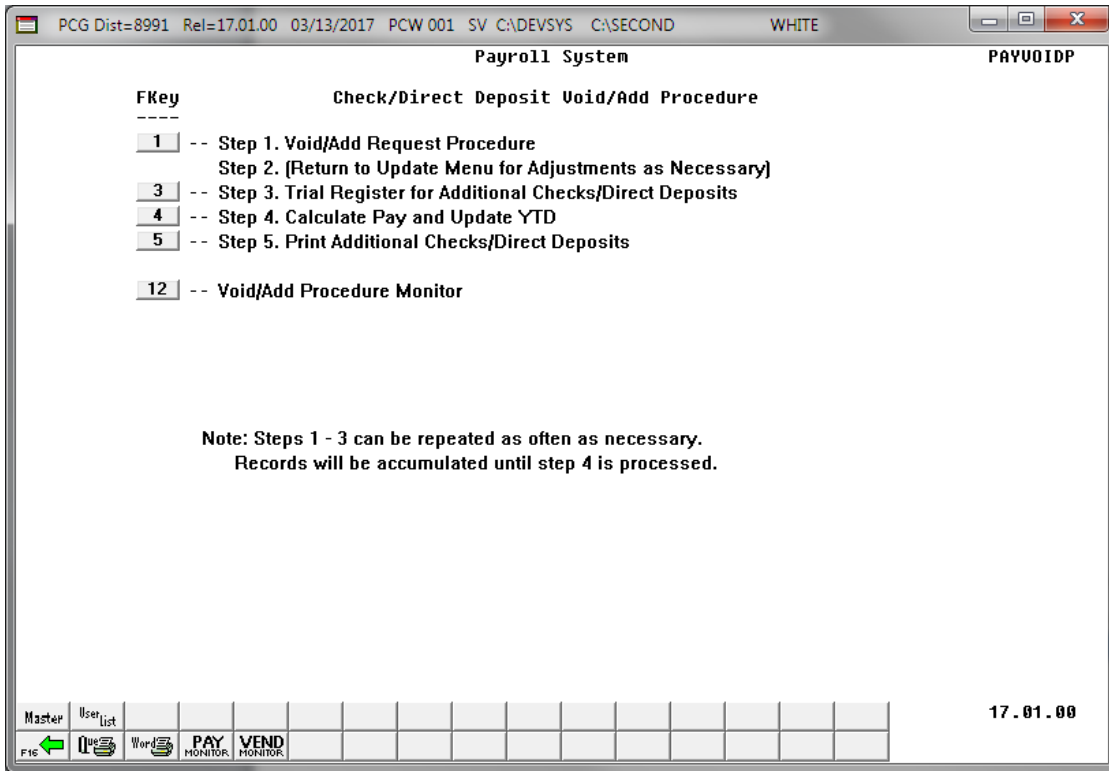 PCG Dist=8991 Rel=17.01.00 03/13/2017 PCW 001 SV C:\DEVSYS C:\SECOND WHITE
Payroll System PAYVOIDP
FKey Check/Direct Deposit Void/Add Procedure
----
1 -- Step 1. Void/Add Request Procedure
Step 2. (Return to Update Menu for Adjustments as Necessary)
3 -- Step 3. Trial Register for Additional Checks/Direct Deposits
4 -- Step 4. Calculate Pay and Update YTD
5 -- Step 5. Print Additional Checks/Direct Deposits
12 -- Void/Add Procedure Monitor
Note: Steps 1 - 3 can be repeated as often as necessary.
Records will be accumulated until step 4 is processed.
Master User List 17.01.00
F16 Que Word PAY MONITOR VEND MONITOR